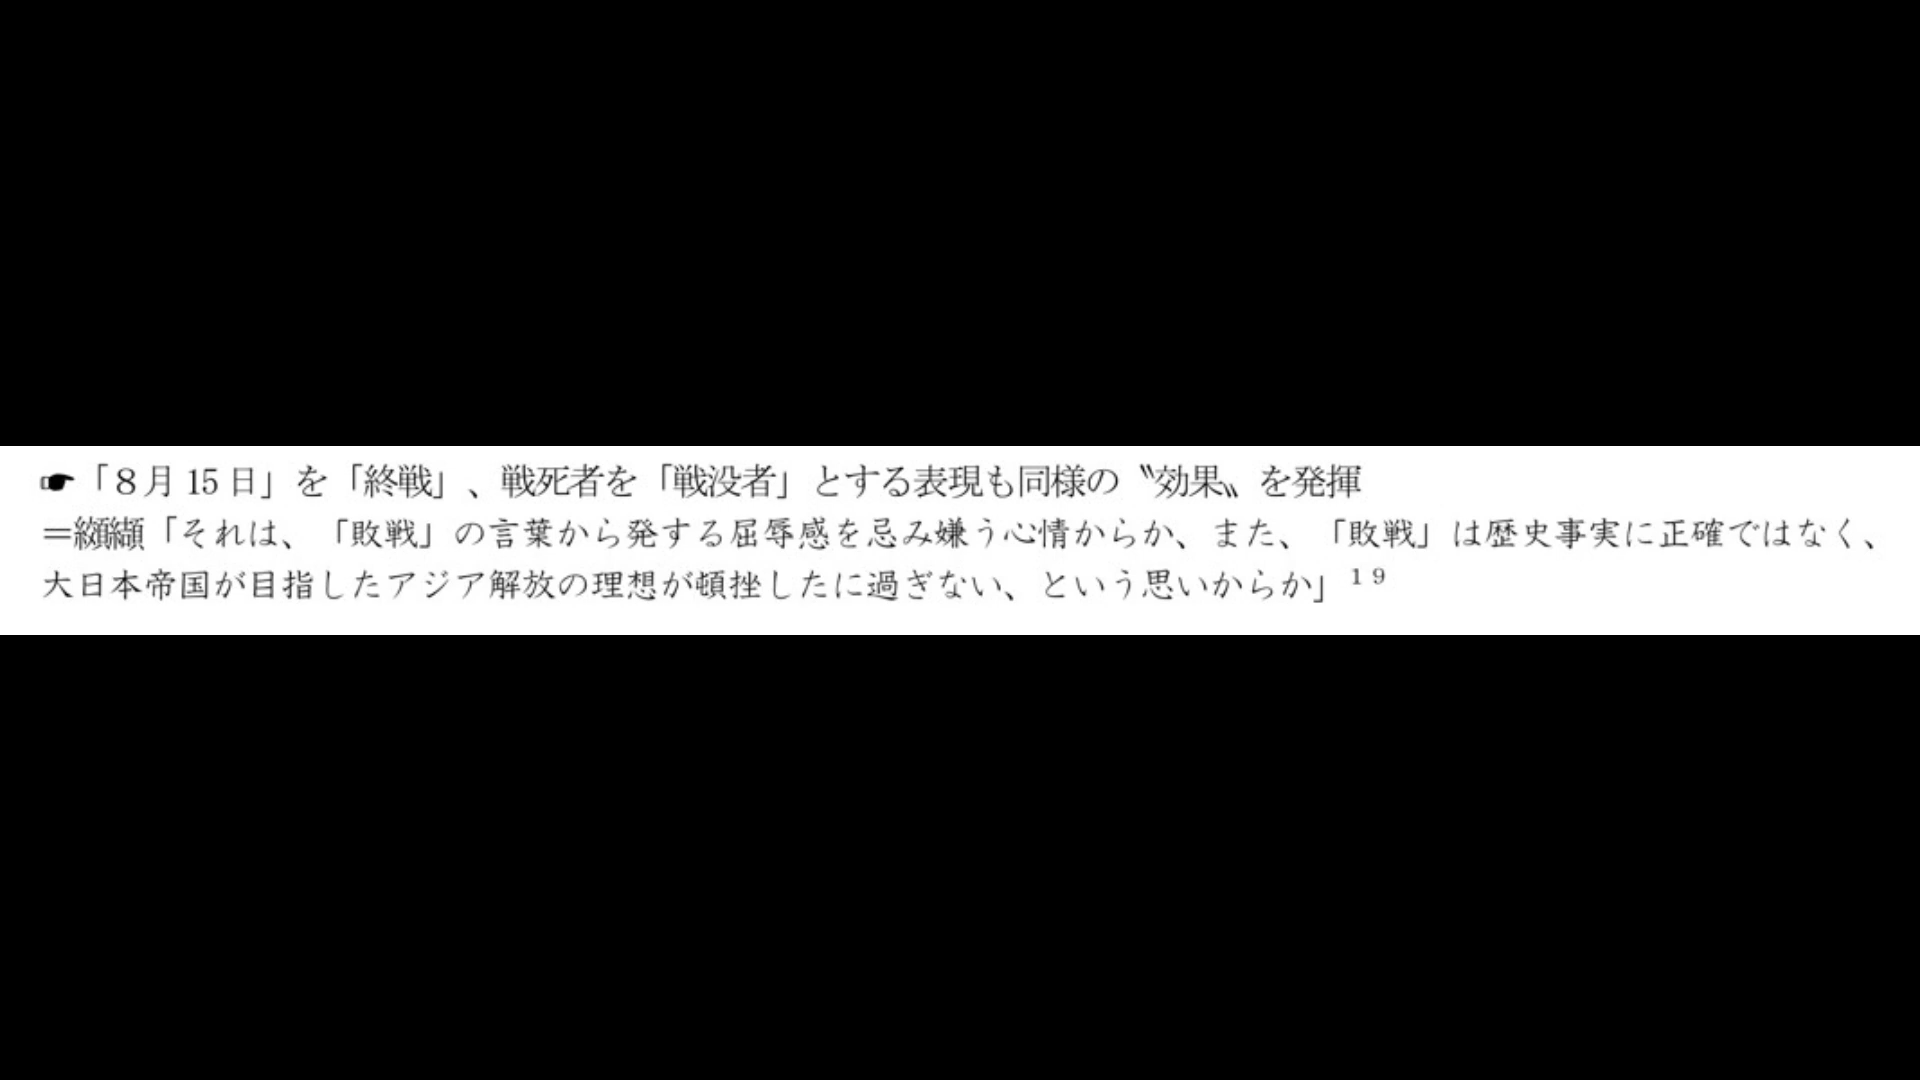 ☛「８月 15 日」を「終戦」、戦死者を「戦没者」とする表現も同様の〝効果〟を発揮
＝纐纈「それは、「敗戦」の言葉から発する屈辱感を忌み嫌う心情からか、また、「敗戦」は歴史事実に正確ではなく、
大日本帝国が目指したアジア解放の理想が頓挫したに過ぎない、という思いからか」１９